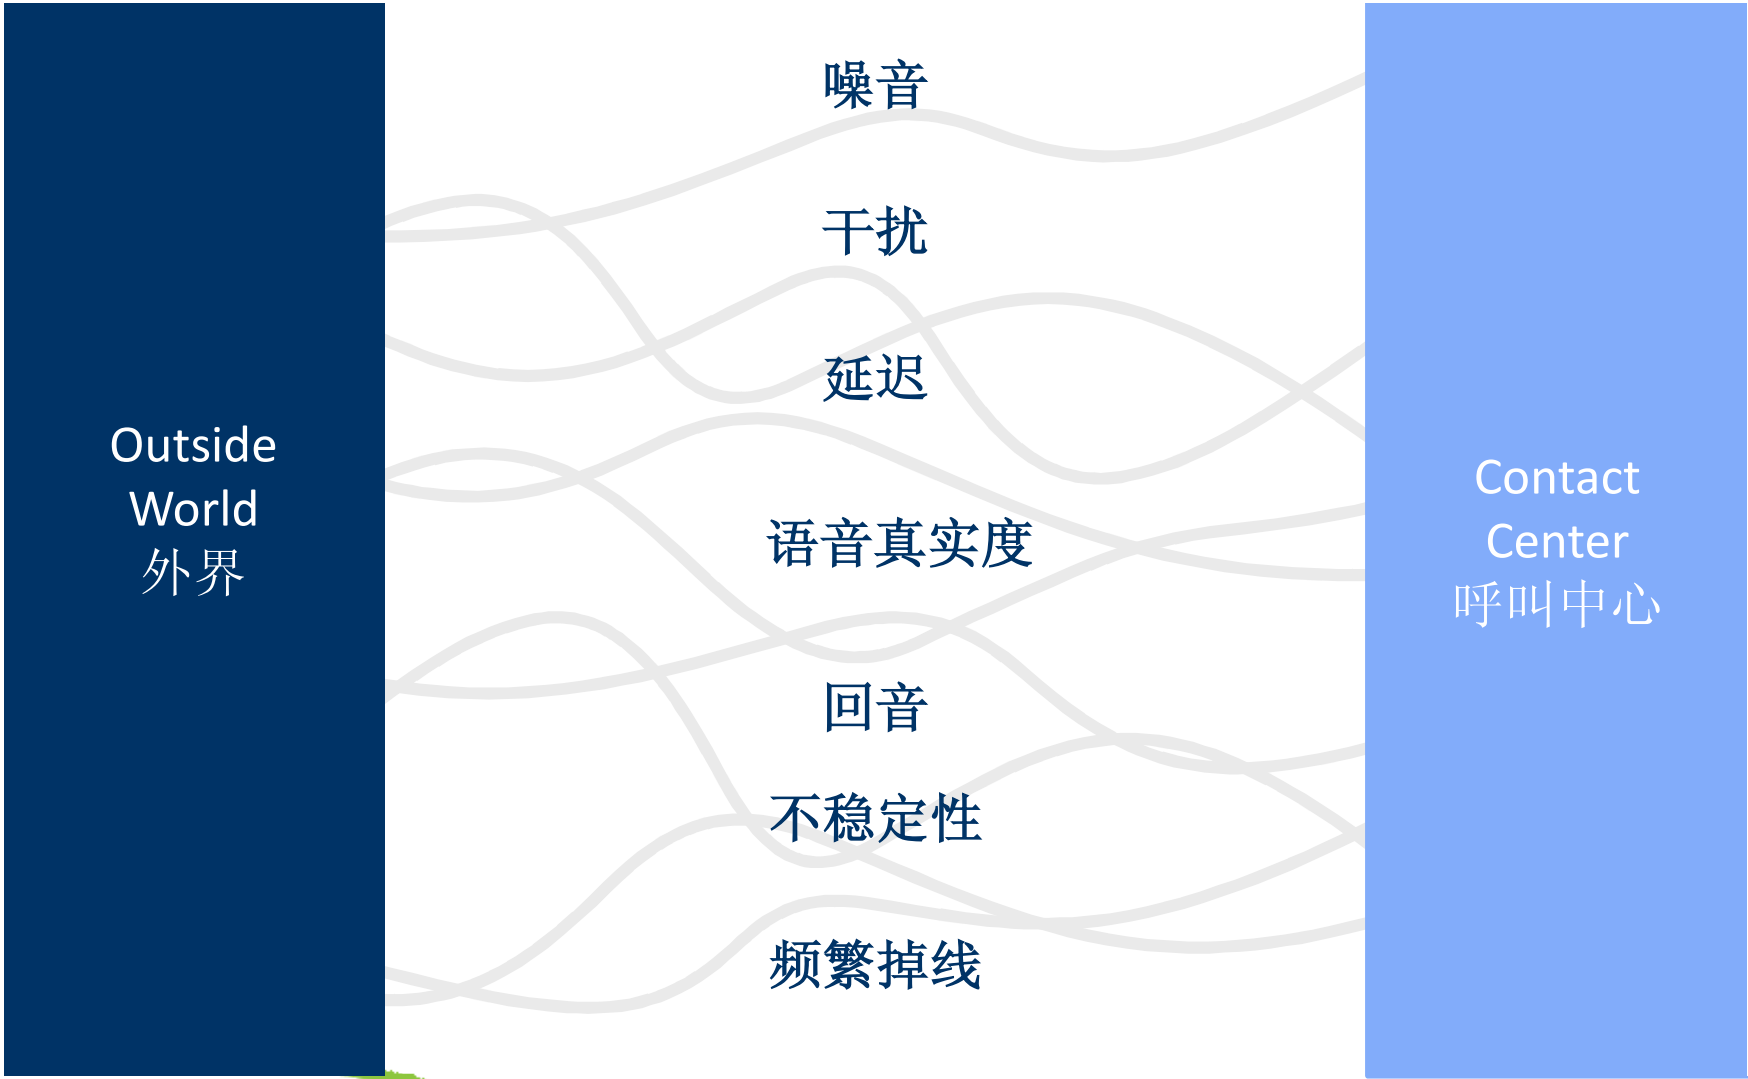 Outside
World
外界
噪音
干扰
延迟
语音真实度
回音
不稳定性
频繁掉线
Contact
Center
呼叫中心